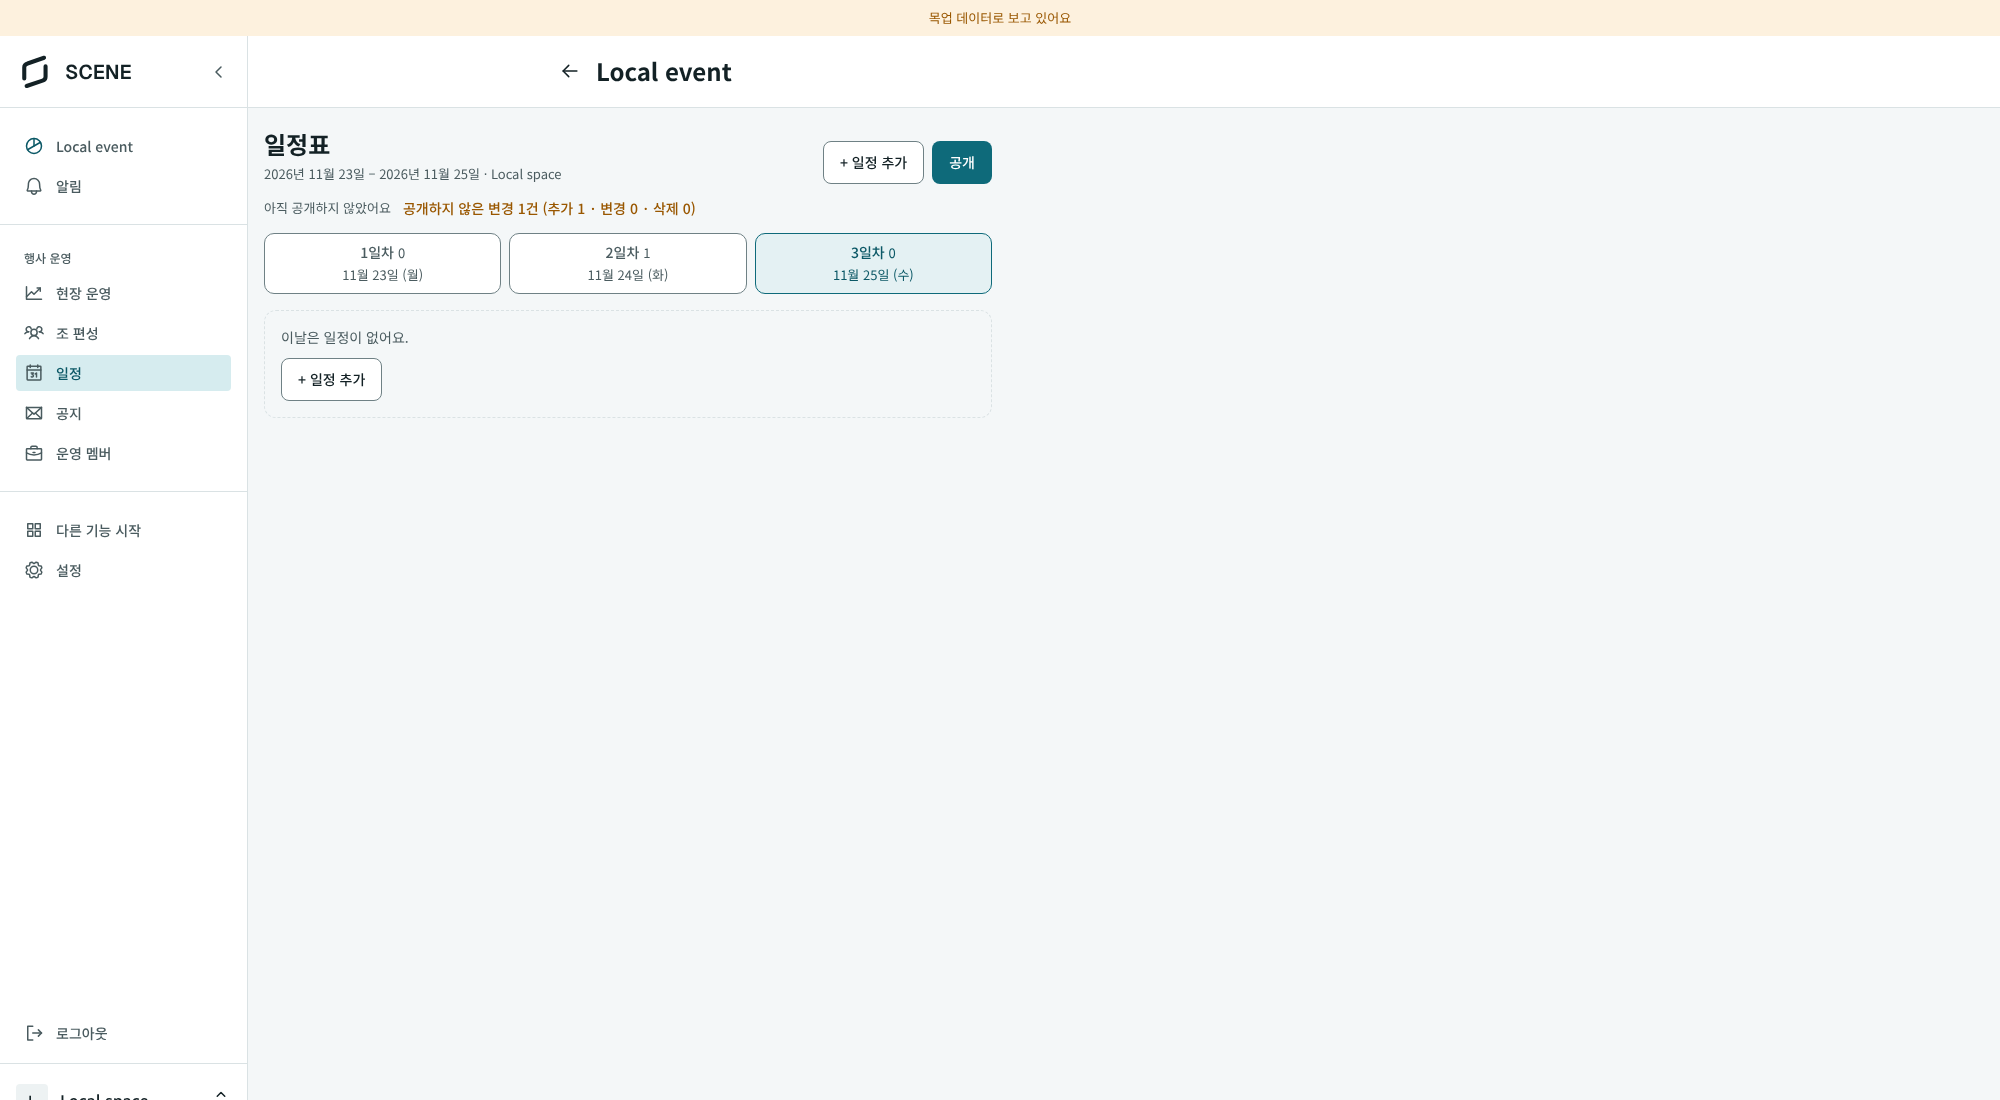 목업 데이터로 보고 있어요
SCENE
Local event
Local event
알림
행사 운영
현장 운영
조 편성
31
일정
공지
운영 멤버
다른 기능 시작
설정
로그아웃
Local space
일정표
2026년 11월 23일 – 2026년 11월 25일 · Local space
+ 일정 추가
공개
아직 공개하지 않았어요 공개하지 않은 변경 1건 (추가 1 · 변경 0 · 삭제 0)
1일차 0
11월 23일 (월)
2일차 1
11월 24일 (화)
3일차 0
11월 25일 (수)
이날은 일정이 없어요.
+ 일정 추가